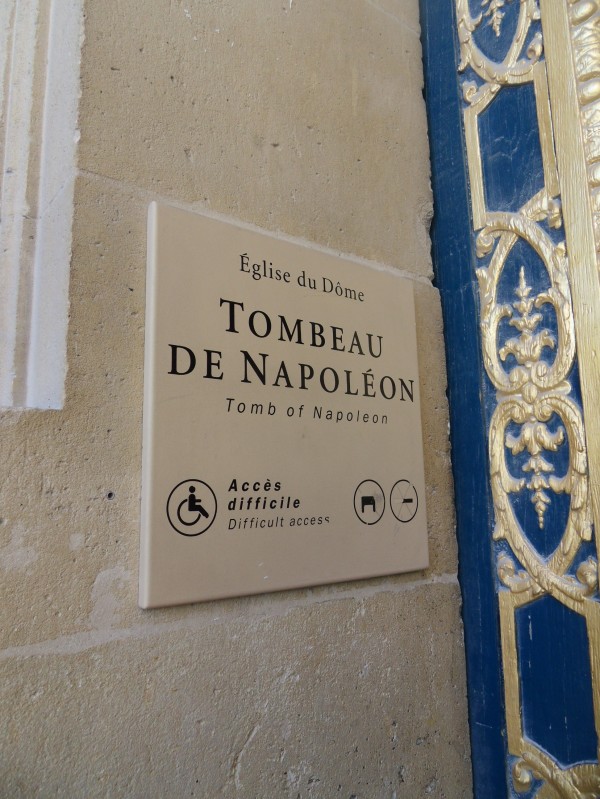 Église du Dôme
TOMBEAU
DE NAPOLÉON
Tomb of Napoleon
Accès
difficile
Difficult access